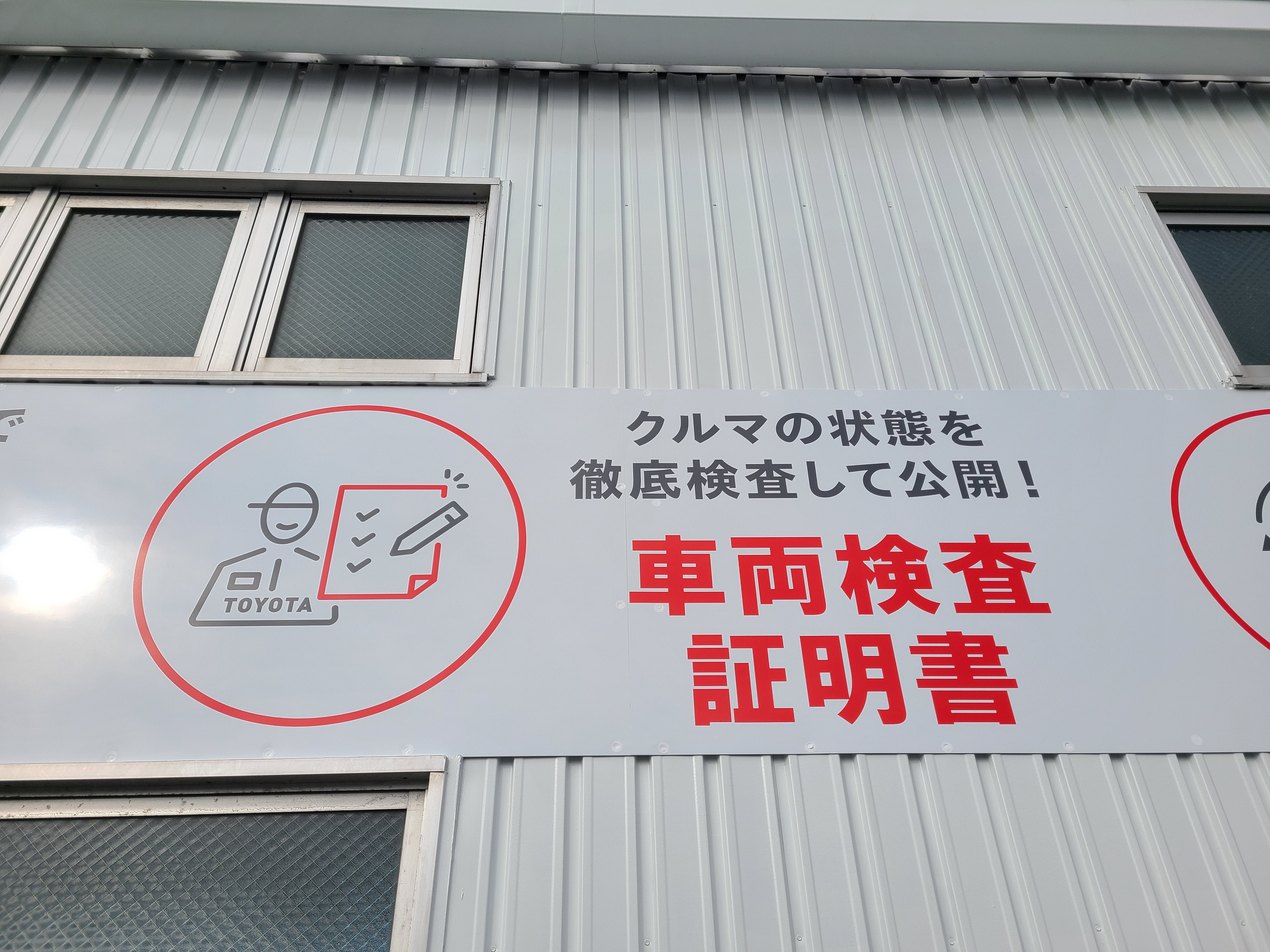 で
TOYOTA
クルマの状態を
徹底検査して公開！
車両検査
証明書